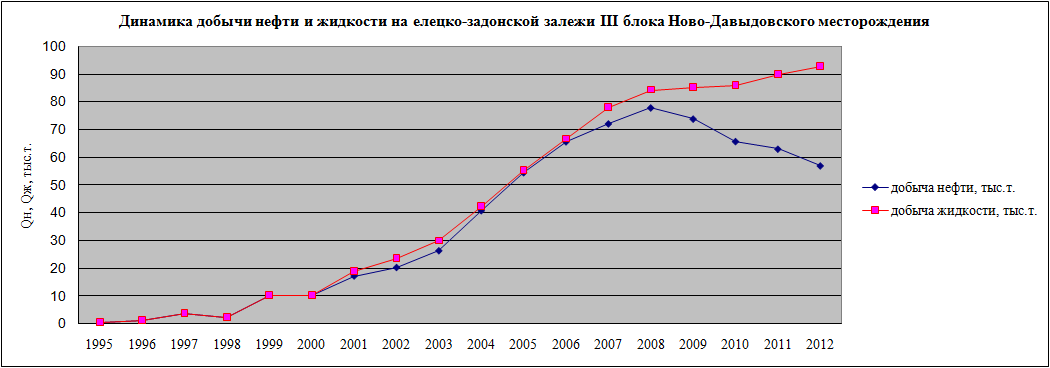 Динамика добычи нефти и жидкости на елецко-задонской залежи III блока Ново-Давыдовского месторождения
100
90
80
70
60
50
40
30
20
10
0
Qн, Qж, тыс.т.
1995 1996 1997 1998 1999 2000 2001 2002 2003 2004 2005 2006 2007 2008 2009 2010 2011 2012
добыча нефти, тыс.т.
добыча жидкости, тыс.т.